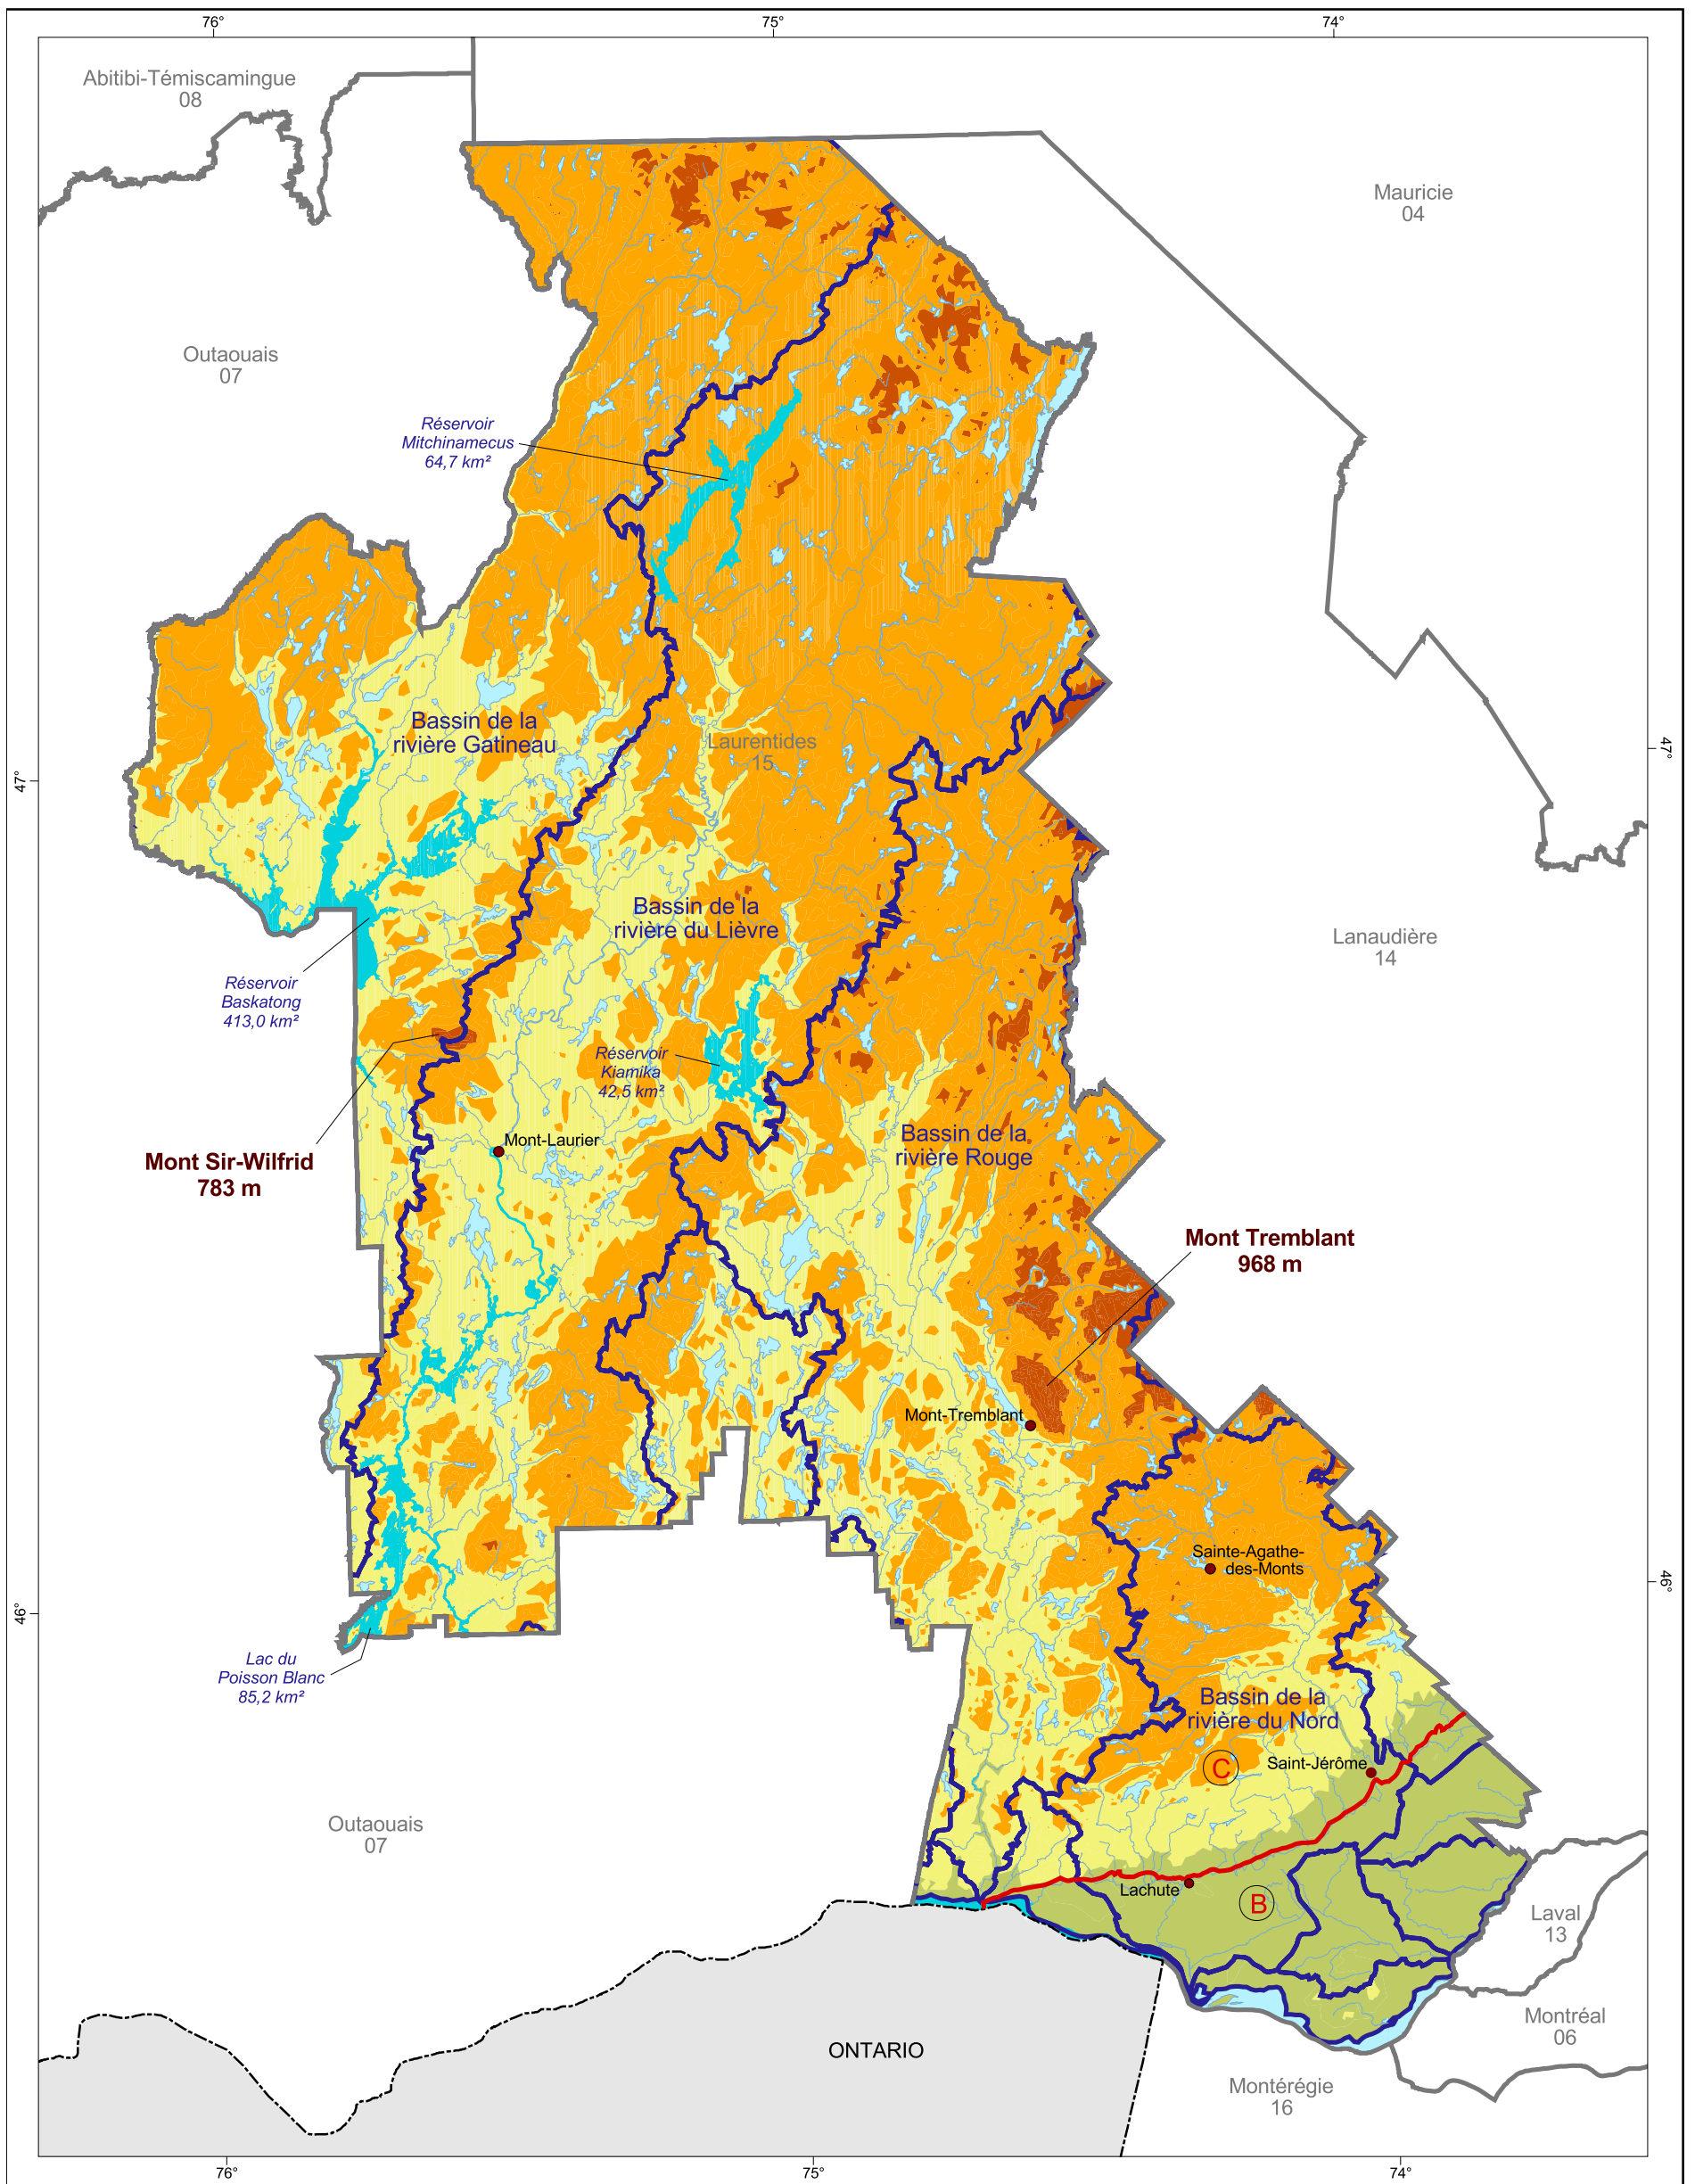 76°
75°
74°
Abitibi-Témiscamingue
08
Mauricie
04
Outaouais
07
Réservoir
Mitchinamecus
64,7 km²
Bassin de la
rivière Gatineau
Laurentides
15
47°
47°
Bassin de la
rivière du Lièvre
Lanaudière
14
Réservoir
Baskatong
413,0 km²
Réservoir
Kiamika
42,5 km²
Mont-Laurier
Bassin de la
rivière Rouge
Mont Sir-Wilfrid
783 m
Mont Tremblant
968 m
Mont-Tremblant
Sainte-Agathe-
des-Monts
46°
46°
Lac du
Poisson Blanc
85,2 km²
Bassin de la
rivière du Nord
C
Saint-Jérôme
Outaouais
07
Lachute
B
Laval
13
Montréal
06
ONTARIO
Montérégie
16
76°
75°
74°